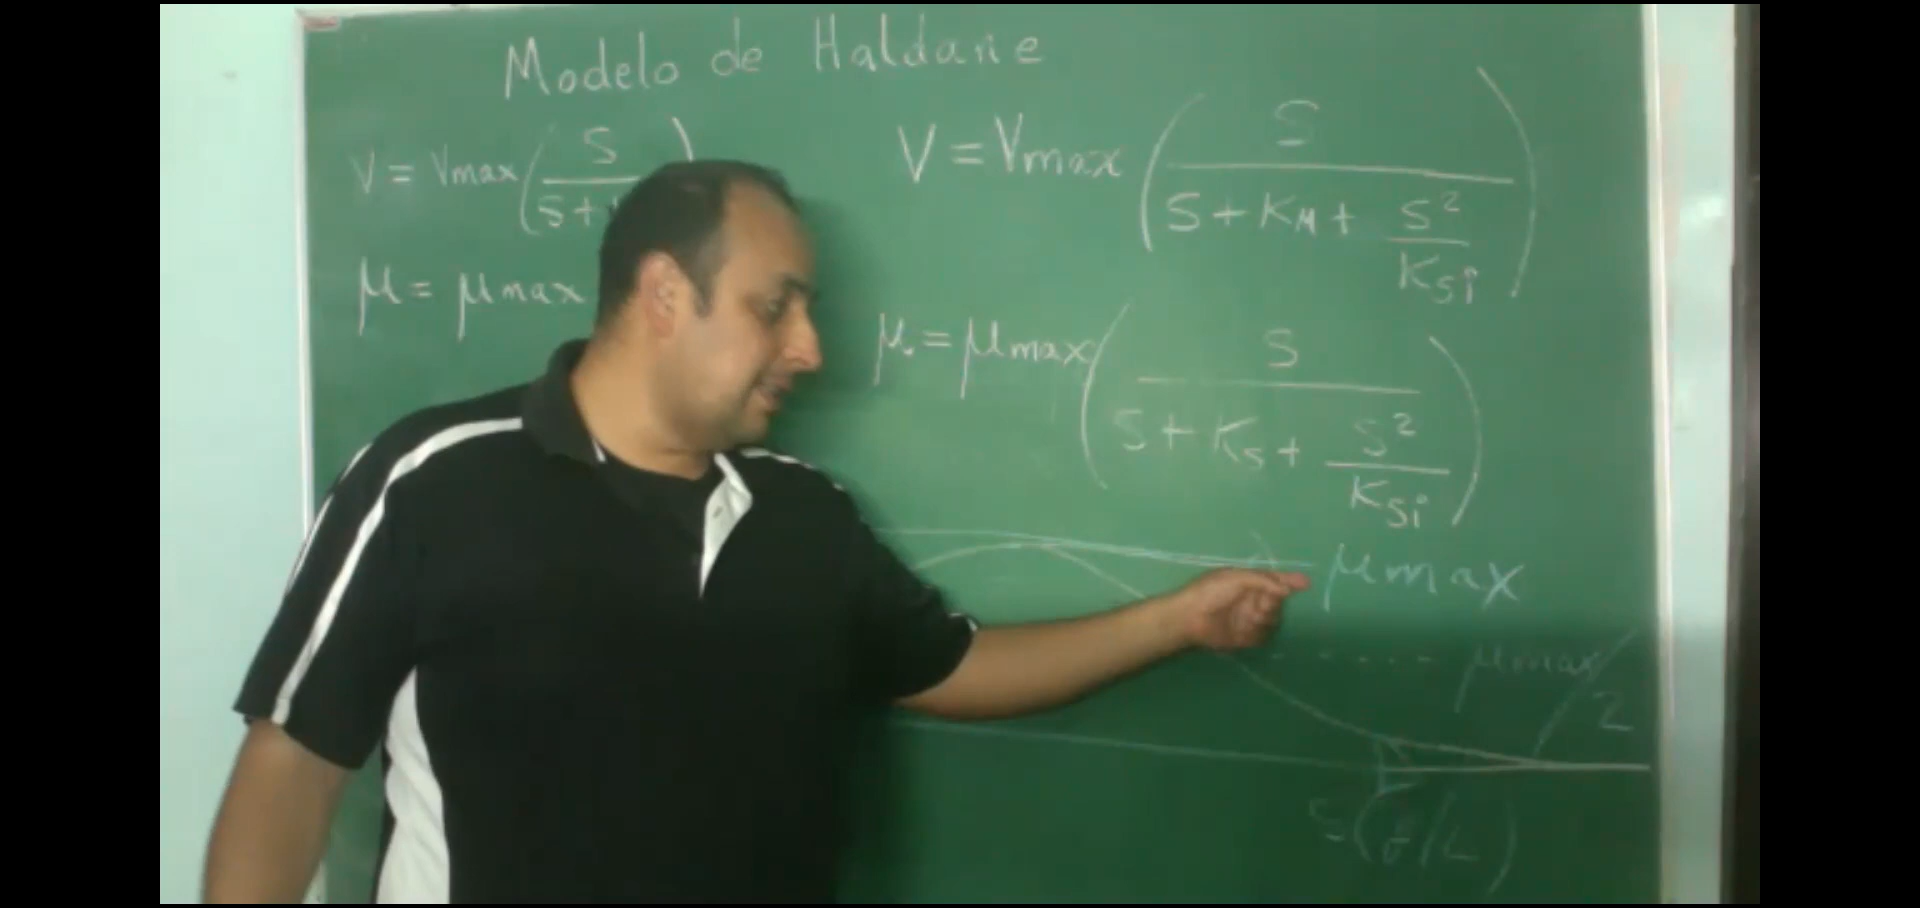 Modelo de Haldane
V = Vmax ( S / S+ )
μ = μmax
V = Vmax ( S / S + KM + S² / KSi )
μ = μmax ( S / S + KS + S² / KSi )
μmax
μmax / 2
S (g/L)